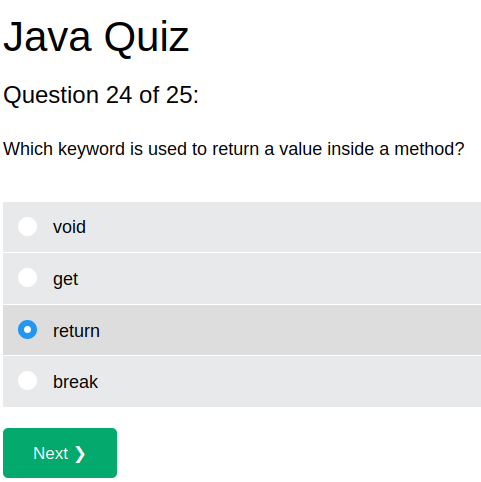 Java Quiz
Question 24 of 25:
Which keyword is used to return a value inside a method?
void
get
return
break
Next ❯